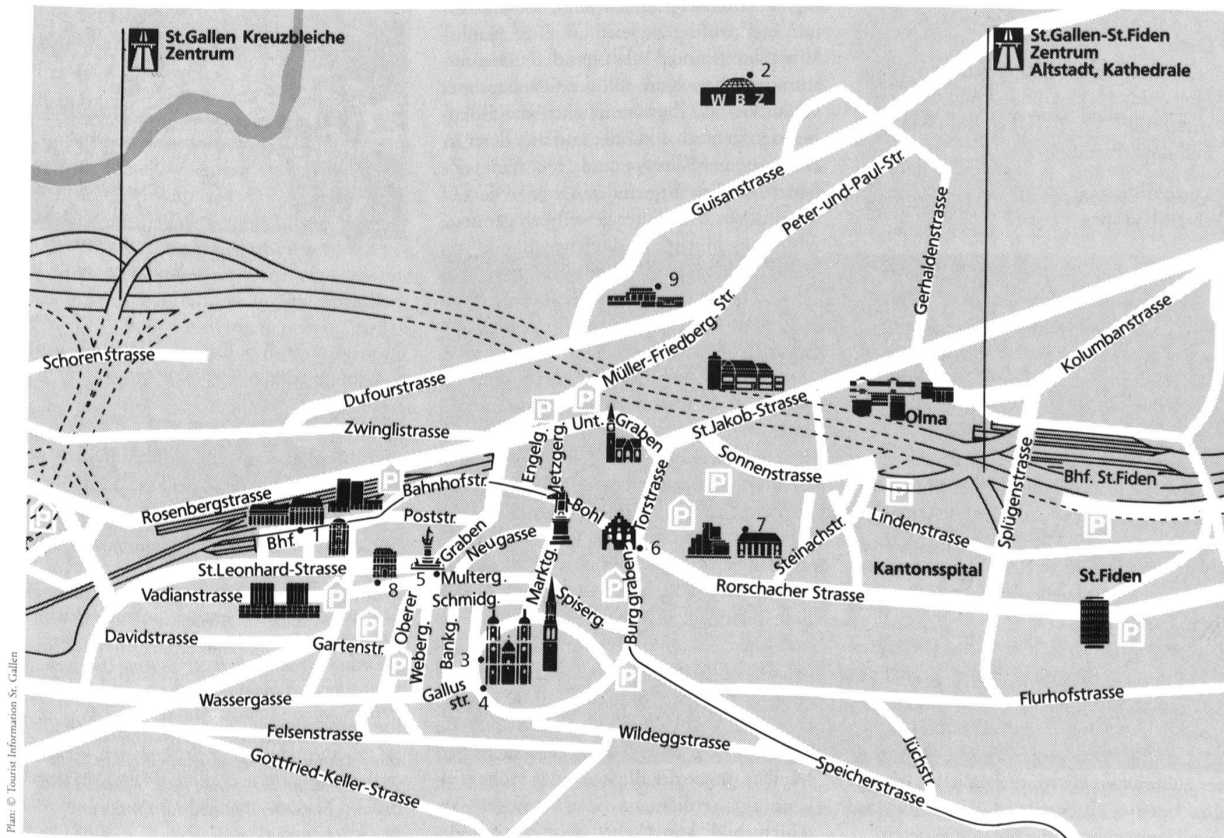 St.Gallen Kreuzbleiche
Zentrum
St.Gallen-St.Fiden
Zentrum
Altstadt, Kathedrale
2
W B Z
Guisanstrasse
Peter-und-Paul-Str.
Gerhaldenstrasse
9
Schorenstrasse
Müller-Friedberg- Str.
Kolumbanstrasse
Dufourstrasse
P
Olma
Zwinglistrasse
P
Engelg.
Metzgerg.
Unt. Graben
St.Jakob-Strasse
Sonnenstrasse
Bhf. St.Fiden
Rosenbergstrasse
P
Bahnhofstr.
Torstrasse
P
P
Splügenstrasse
P
Poststr.
Bohl
P
Lindenstrasse
P
Bhf.
1
Graben
Neugasse
6
7
Steinachstr.
St.Leonhard-Strasse
8
5
Multerg.
Marktg.
Kantonsspital
St.Fiden
Vadianstrasse
P
Schmidg.
Spiserg.
P
Burggraben
Rorschacher Strasse
Davidstrasse
Gartenstr.
P
Oberer
Weberg.
Bankg.
P
P
3
P
Wassergasse
Gallus
str.
4
Flurhofstrasse
Felsenstrasse
Wildeggstrasse
Jüchstr
Gottfried-Keller-Strasse
Speicherstrasse
Plan: © Tourist Information St. Gallen